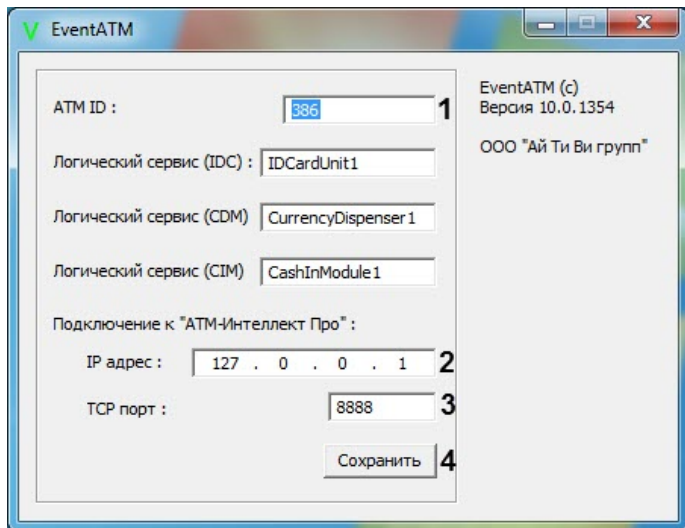 EventATM
ATM ID :
386
1
EventATM (c)
Версия 10.0.1354
ООО "Ай Ти Ви групп"
Логический сервис (IDC) :
IDCardUnit1
Логический сервис (CDM)
CurrencyDispenser1
Логический сервис (CIM)
CashInModule1
Подключение к "АТМ-Интеллект Про" :
IP адрес :
127 . 0 . 0 . 1
2
TCP порт :
8888
3
Сохранить
4